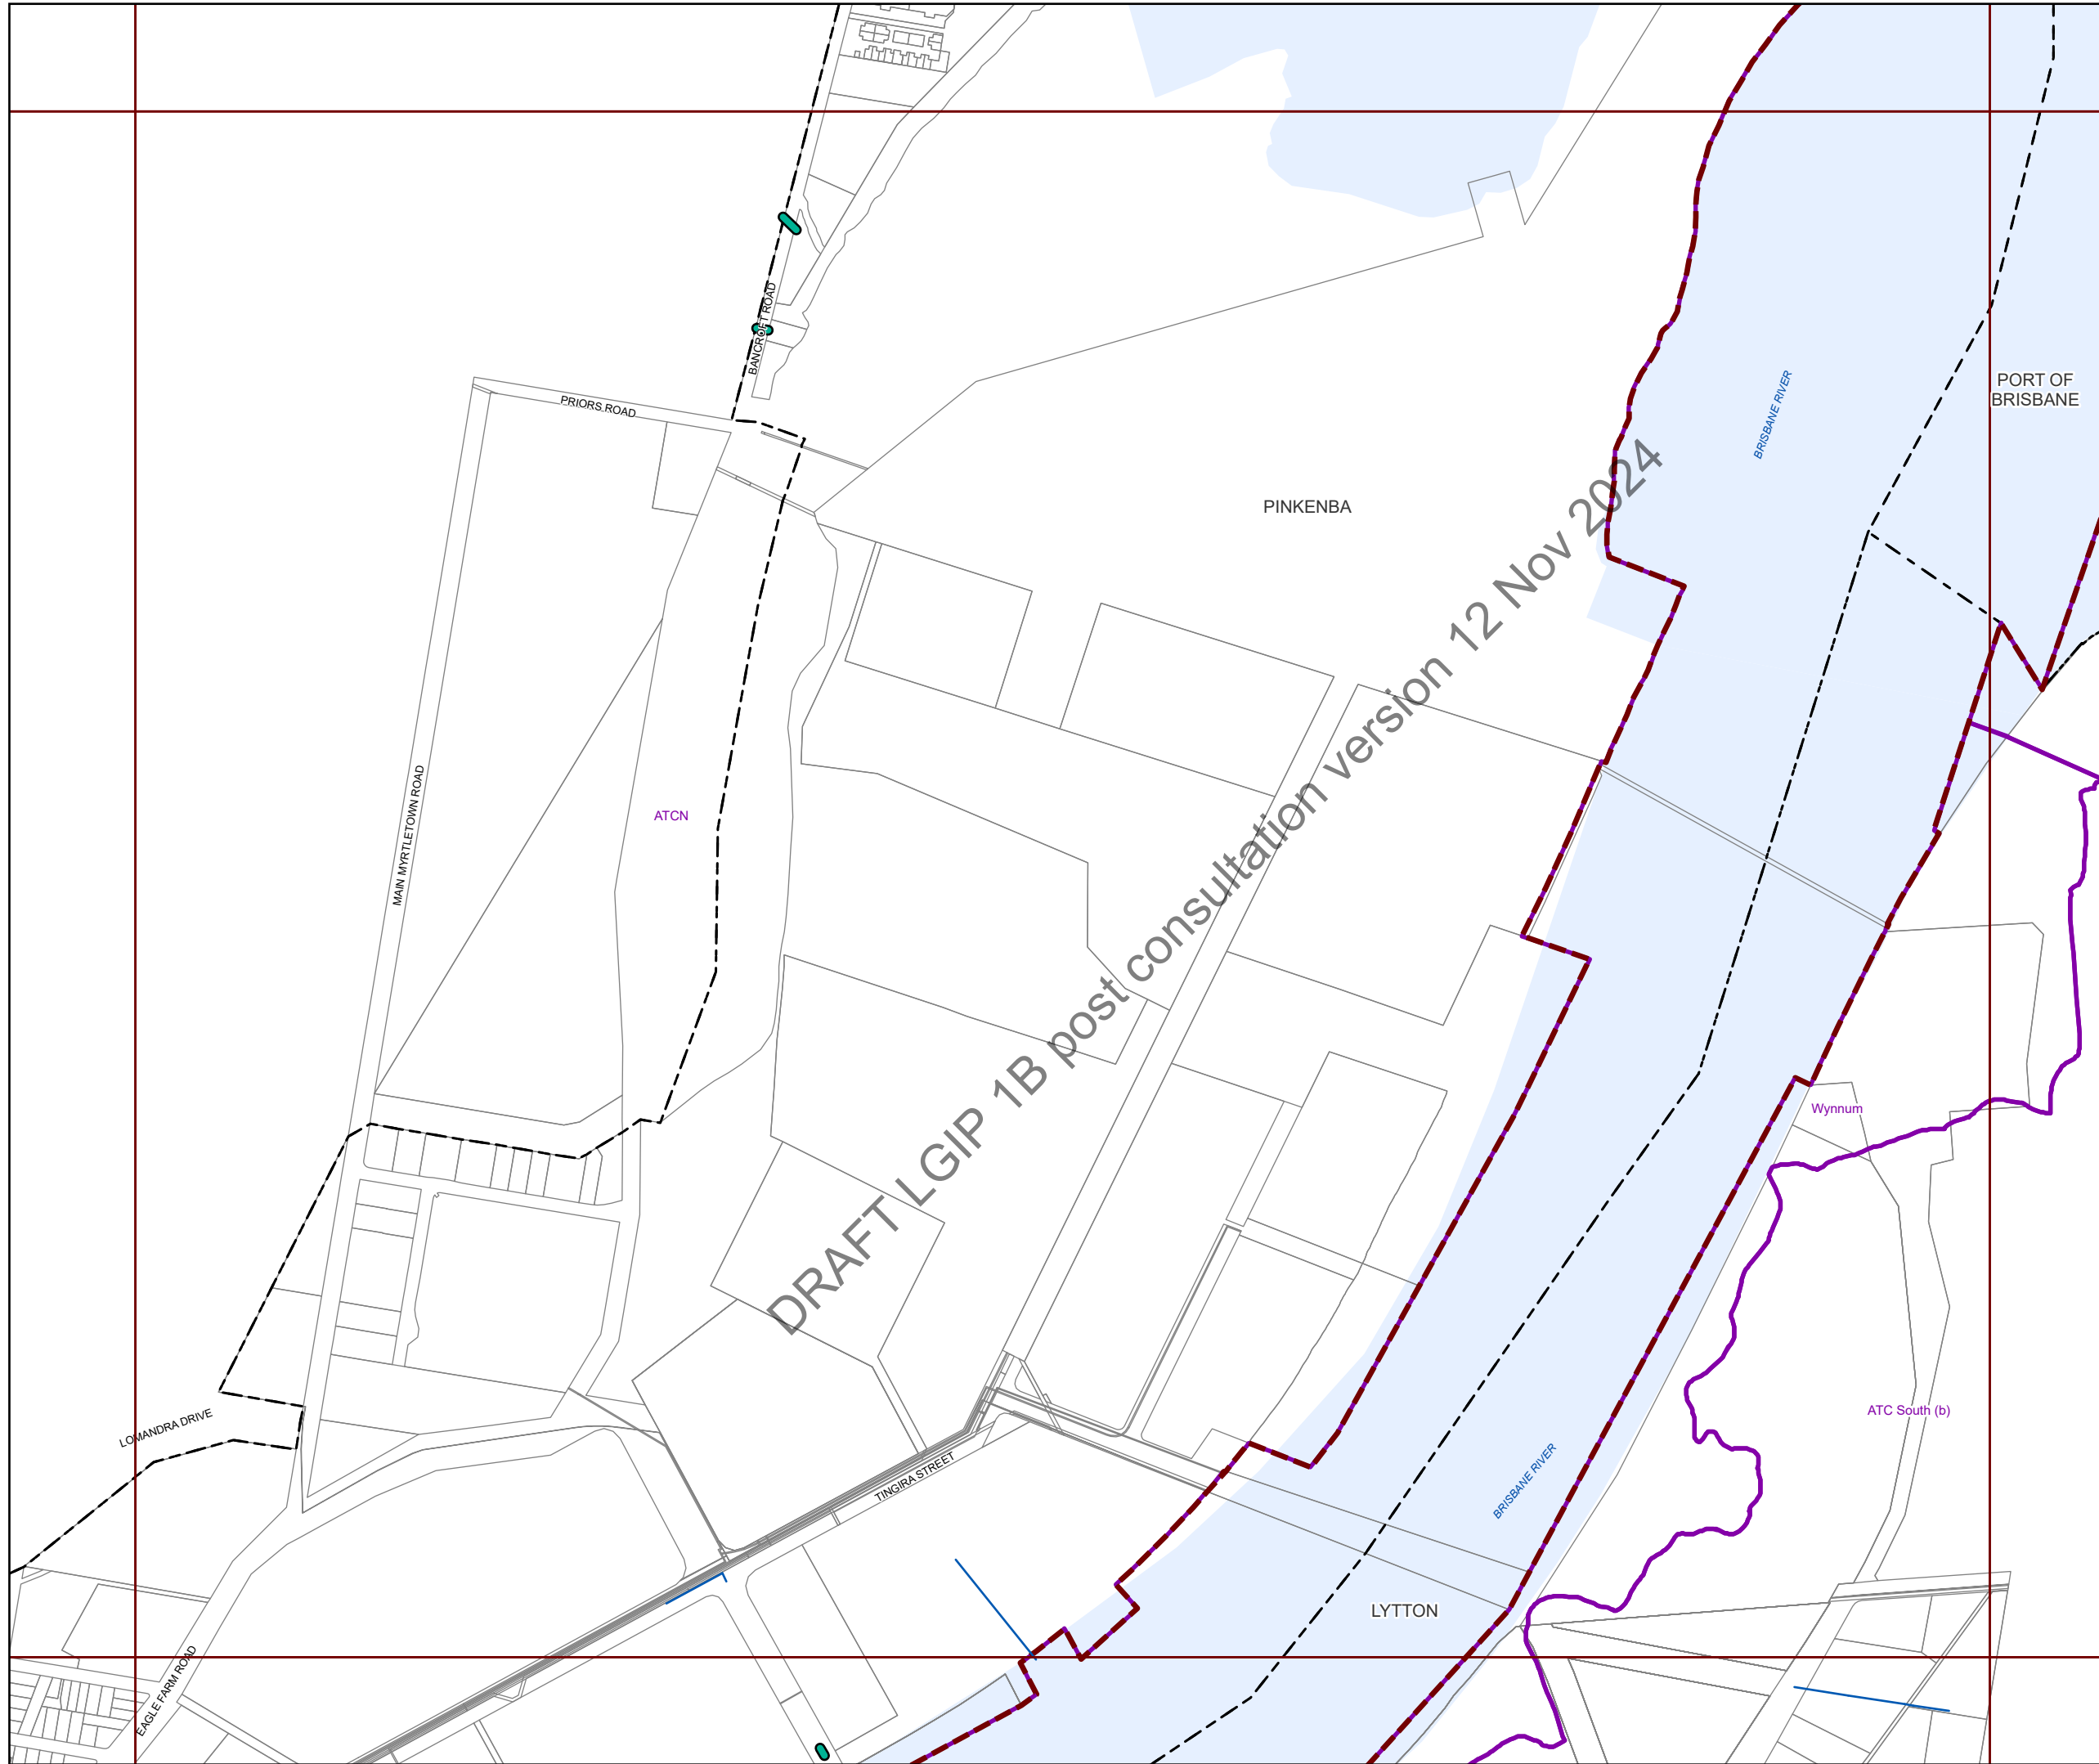 BANCROFT ROAD
PRIORS ROAD
BRISBANE RIVER
PORT OF
BRISBANE
PINKENBA
DRAFT LGIP 1B post consultation version 12 Nov 2024
MAIN MYRTLETOWN ROAD
ATCN
Wynnum
LOMANDRA DRIVE
ATC South (b)
TINGIRA STREET
BRISBANE RIVER
LYTTON
EAGLE FARM ROAD